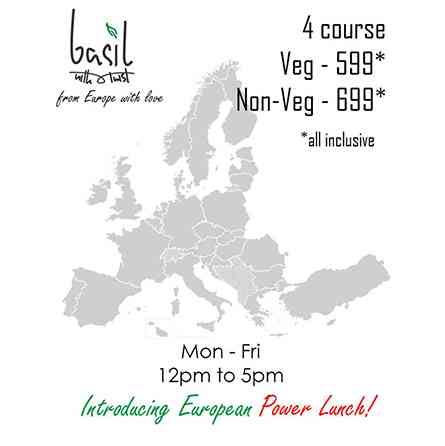 basil
with a twist
from Europe with love
4 course
Veg - 599*
Non-Veg - 699*
*all inclusive
Mon - Fri
12pm to 5pm
Introducing European Power Lunch!